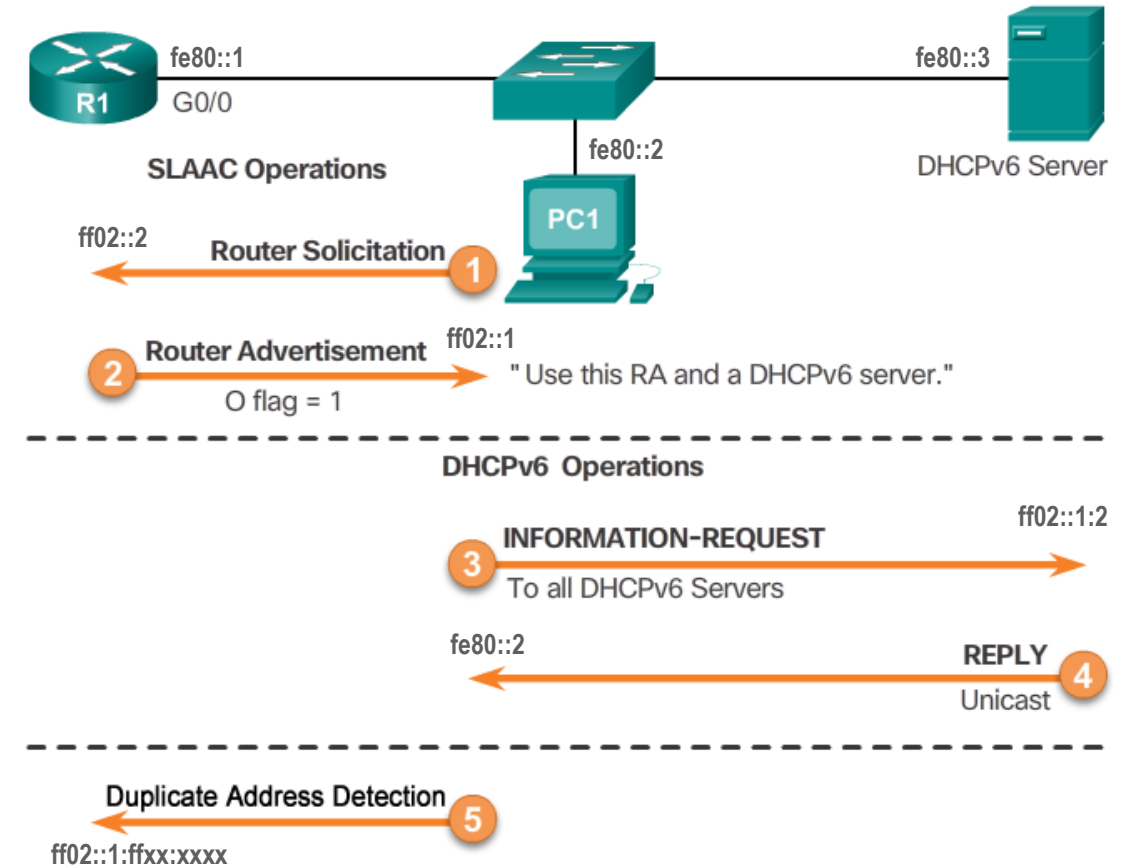 fe80::1
fe80::3
R1
G0/0
fe80::2
DHCPv6 Server
SLAAC Operations
PC1
ff02::2
Router Solicitation
1
ff02::1
Router Advertisement
2
"Use this RA and a DHCPv6 server."
O flag = 1
DHCPv6 Operations
ff02::1:2
INFORMATION-REQUEST
3
To all DHCPv6 Servers
fe80::2
REPLY
4
Unicast
Duplicate Address Detection
5
ff02::1:ffxx:xxxx